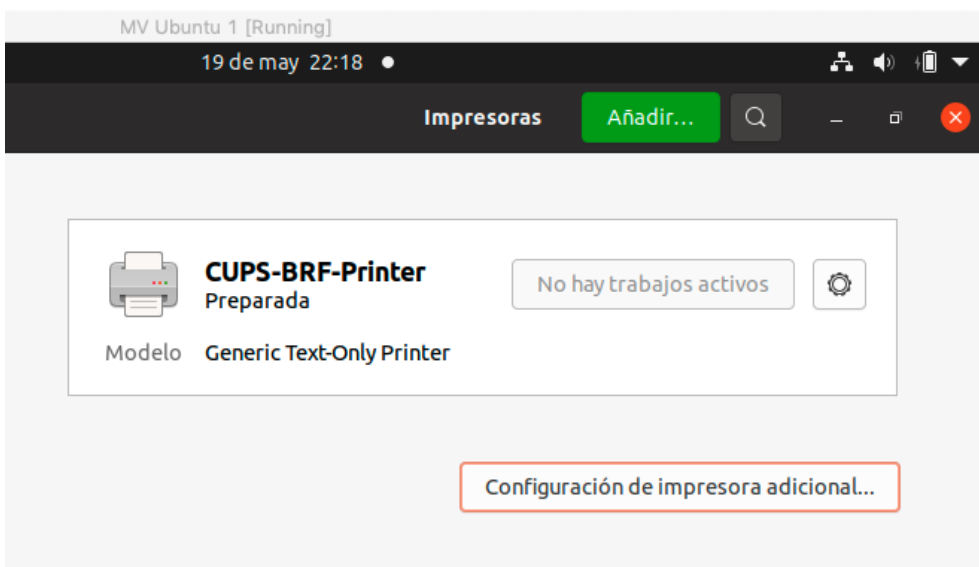 MV Ubuntu 1 [Running]
19 de may 22:18
Impresoras Añadir...
CUPS-BRF-Printer
Preparada
No hay trabajos activos
Modelo Generic Text-Only Printer
Configuración de impresora adicional...